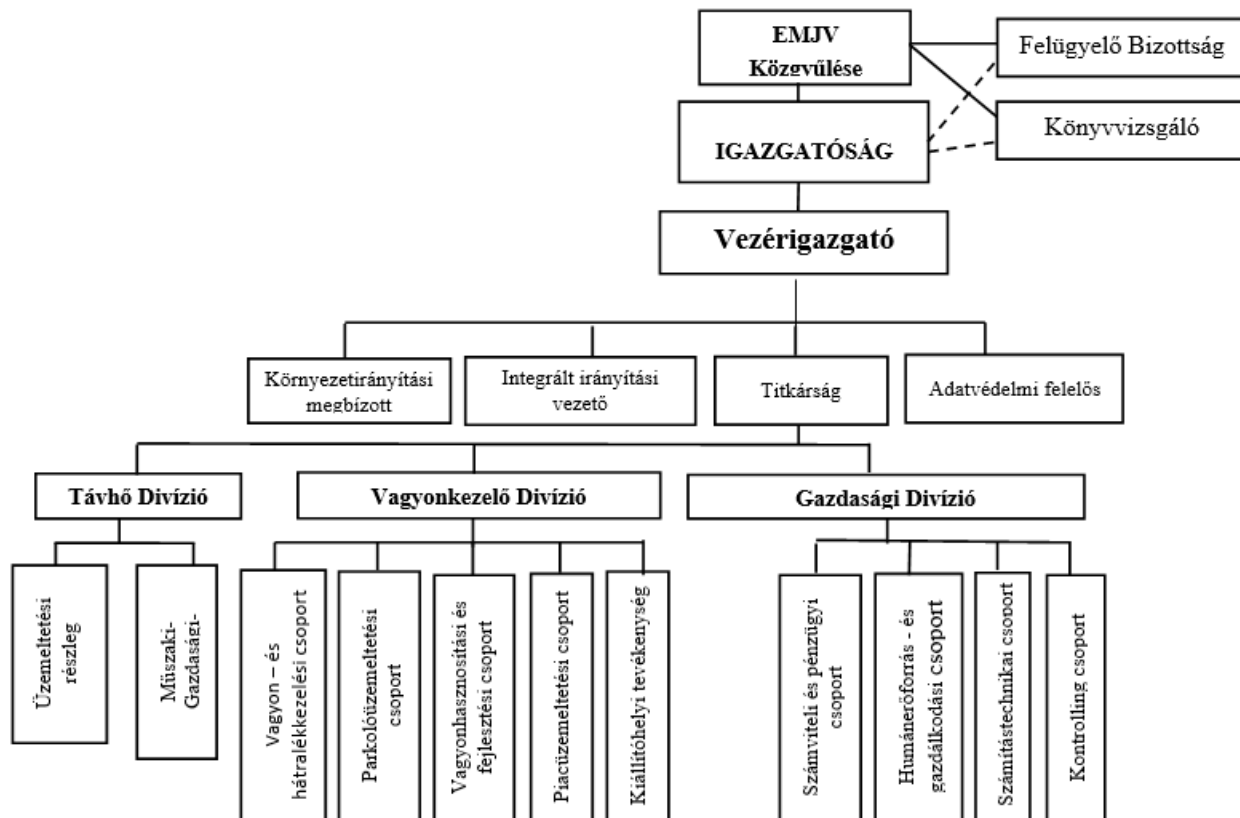 EMJV
Közgyűlése
Felügyelő Bizottság
Könyvvizsgáló
IGAZGATÓSÁG
Vezérigazgató
Környezetirányítási
megbízott
Integrált irányítási
vezető
Titkárság
Adatvédelmi felelős
Távhő Divízió
Vagyonkezelő Divízió
Gazdasági Divízió
Üzemeltetési
részleg
Müszaki-
Gazdasági-
Vagyon – és
hátralékkezelési csoport
Parkolóüzemeltetési
csoport
Vagyonhasznosítási és
fejlesztési csoport
Piacüzemeltetési csoport
Kiállítóhelyi tevékenység
Számviteli és pénzügyi
csoport
Humánerőforrás - és
gazdálkodási csoport
Számítástechnikai csoport
Kontrolling csoport